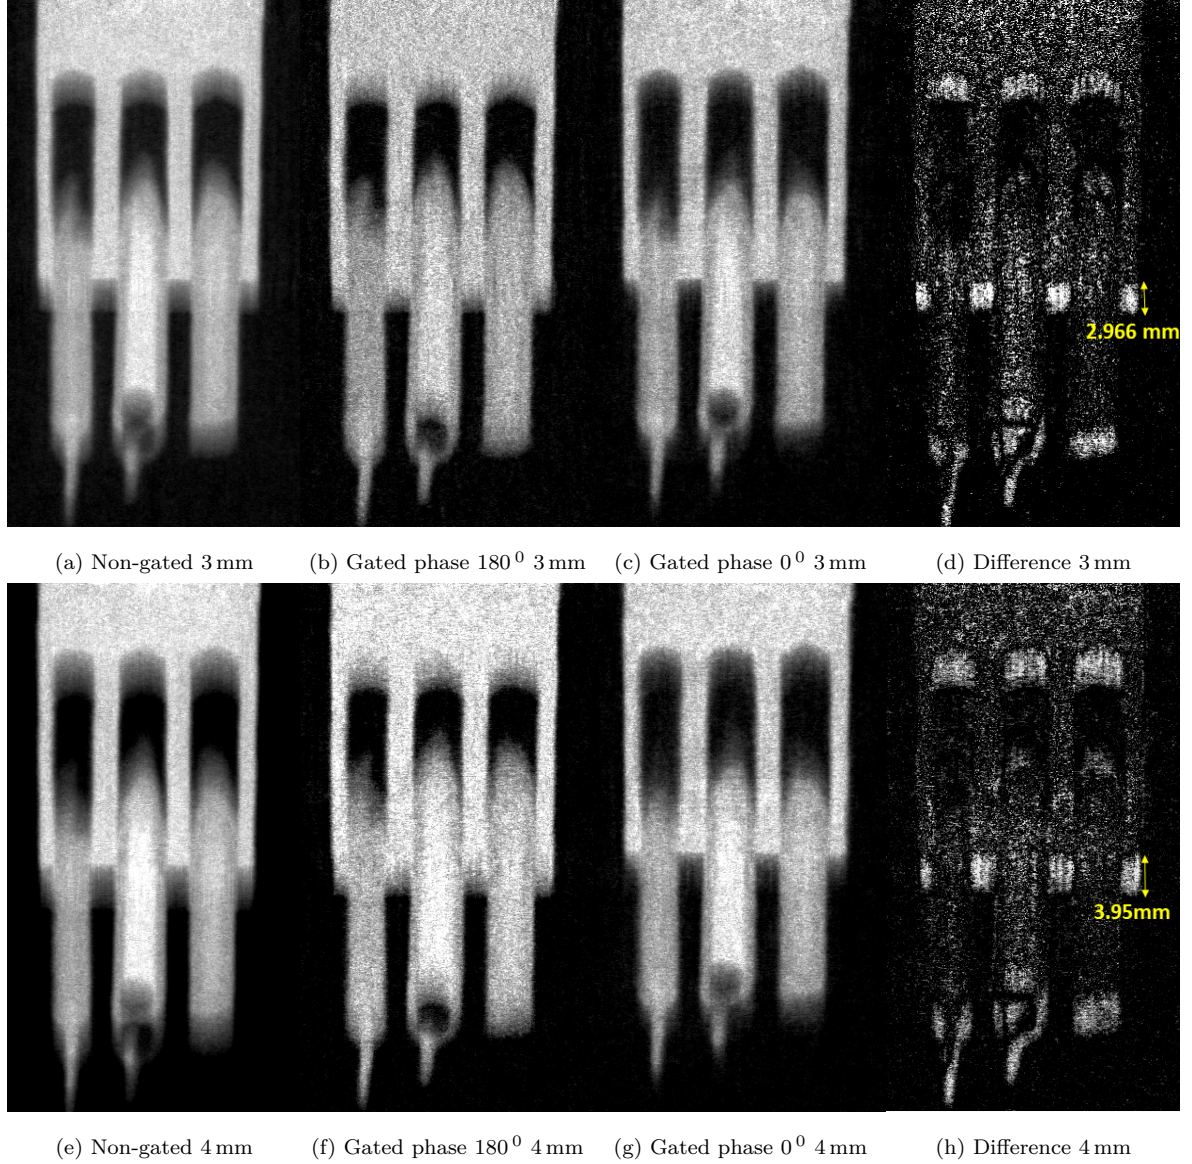 2.966 mm
(a) Non-gated 3 mm (b) Gated phase 180⁰ 3 mm (c) Gated phase 0⁰ 3 mm (d) Difference 3 mm
3.95mm
(e) Non-gated 4 mm (f) Gated phase 180⁰ 4 mm (g) Gated phase 0⁰ 4 mm (h) Difference 4 mm